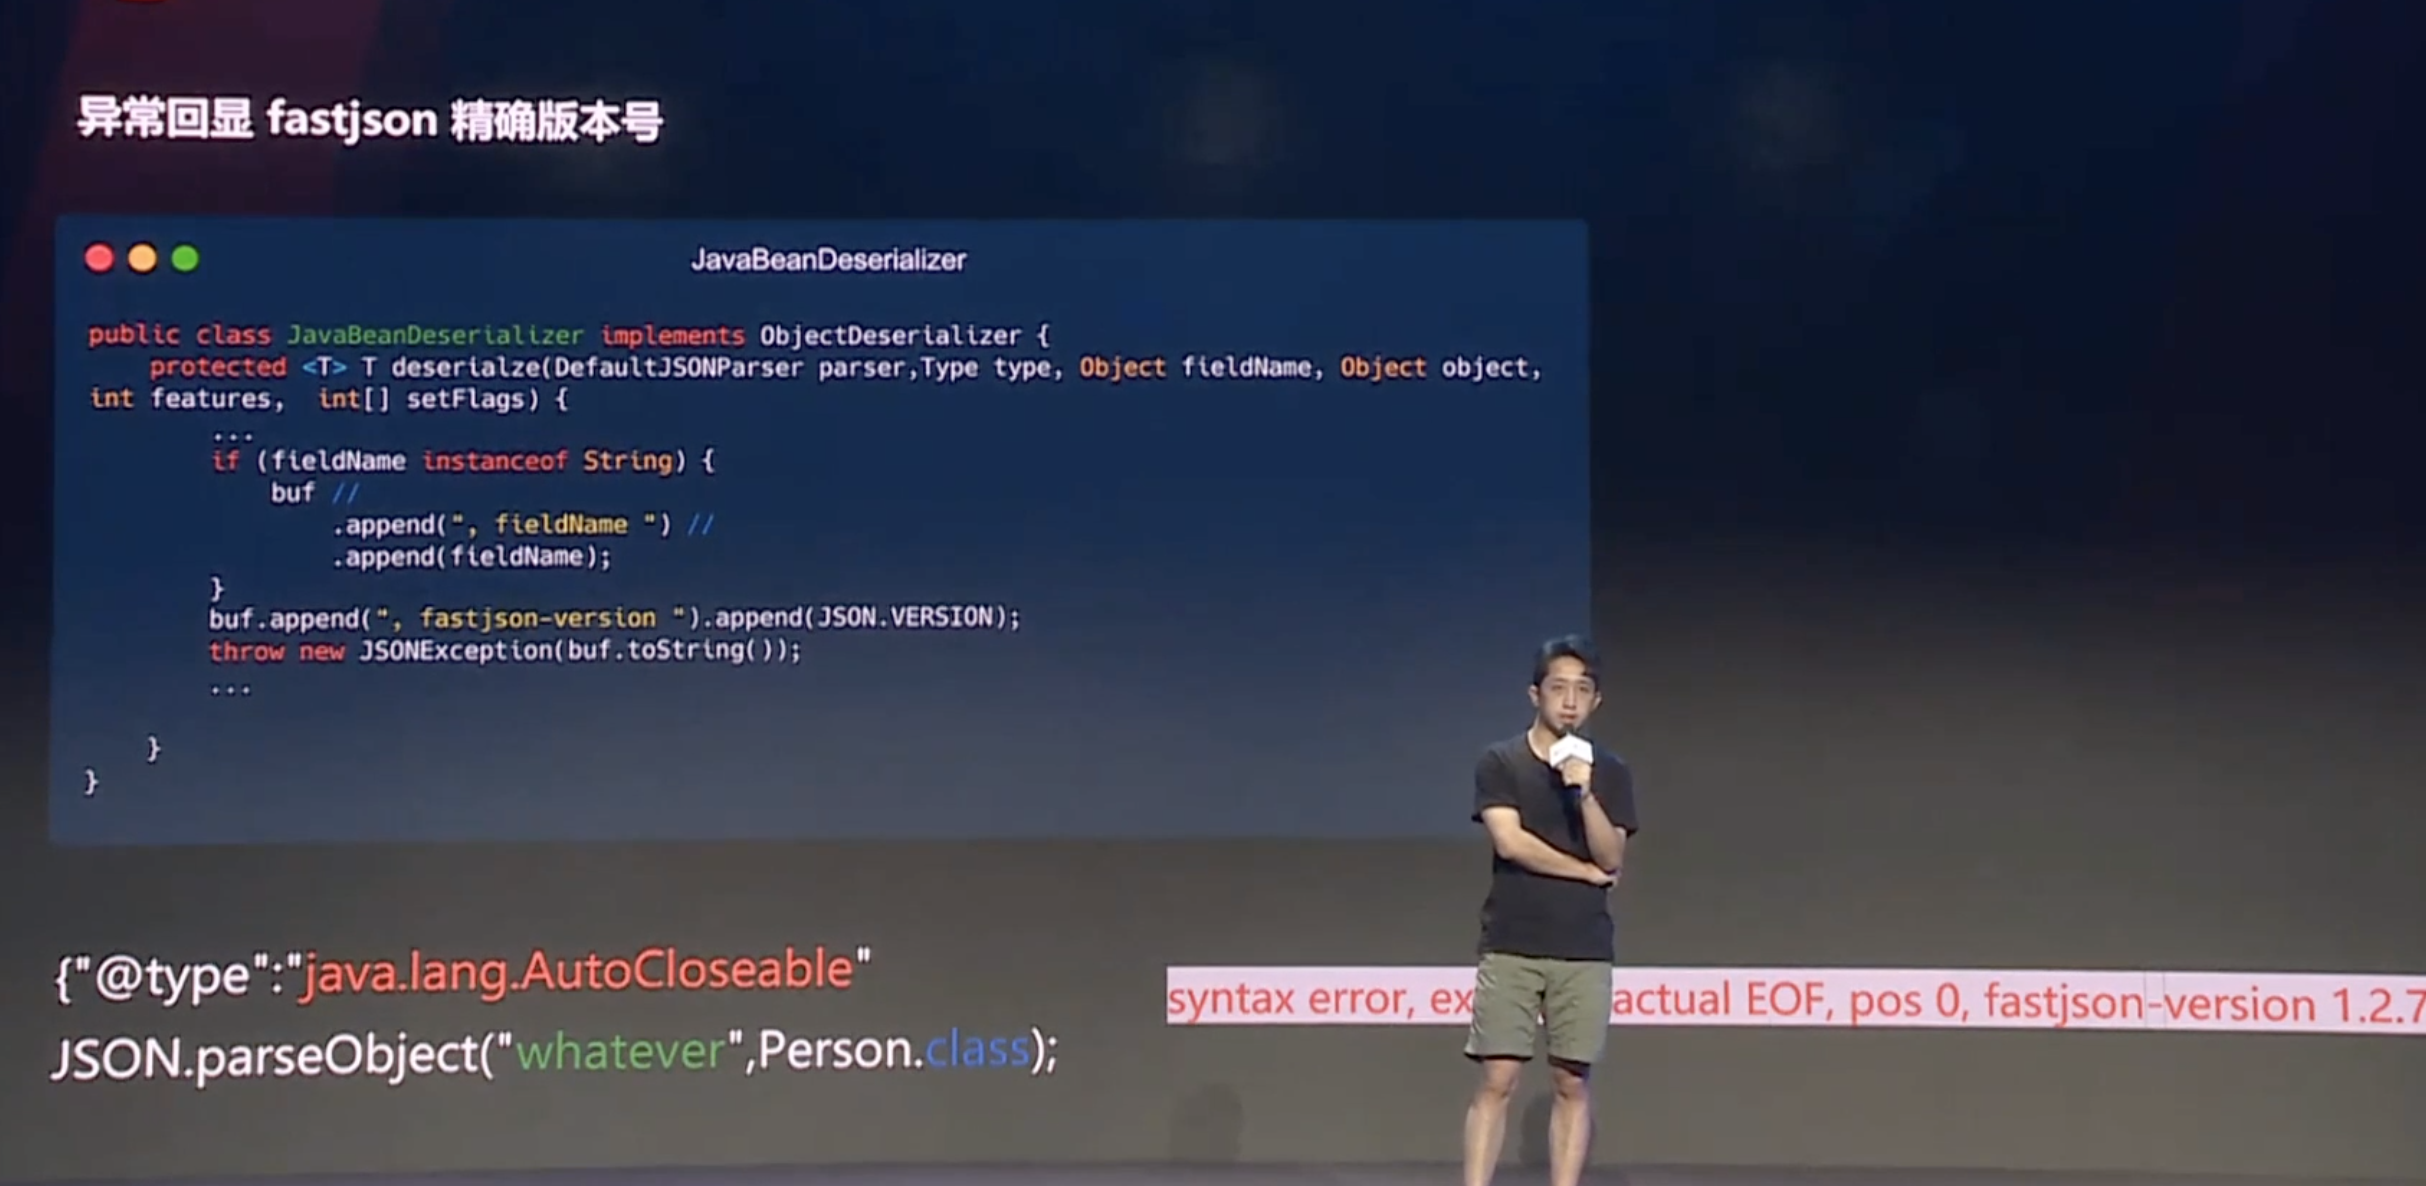 异常回显 fastjson 精确版本号
JavaBeanDeserializer
public class JavaBeanDeserializer implements ObjectDeserializer {
protected <T> T deserialze(DefaultJSONParser parser,Type type, Object fieldName, Object object,
int features, int[] setFlags) {
...
if (fieldName instanceof String) {
buf //
.append(", fieldName ") //
.append(fieldName);
}
buf.append(", fastjson-version ").append(JSON.VERSION);
throw new JSONException(buf.toString());
...
}
}
{"@type":"java.lang.AutoCloseable"
JSON.parseObject("whatever",Person.class);
syntax error, actual EOF, pos 0, fastjson-version 1.2.7